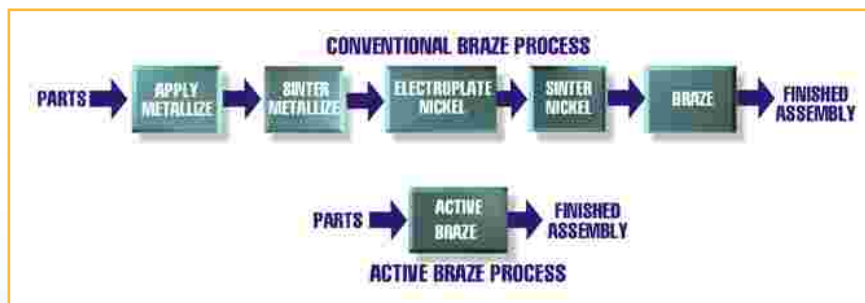 CONVENTIONAL BRAZE PROCESS
PARTS
APPLY
METALLIZE
SINTER
METALLIZE
ELECTROPLATE
NICKEL
SINTER
NICKEL
BRAZE
FINISHED
ASSEMBLY
PARTS
ACTIVE
BRAZE
FINISHED
ASSEMBLY
ACTIVE BRAZE PROCESS